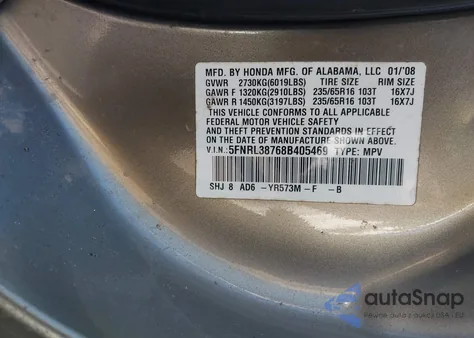 MFD. BY HONDA MFG. OF ALABAMA, LLC 01/'08
GVWR 2730KG(6019LBS) TIRE SIZE RIM SIZE
GAWR F 1320KG(2910LBS) 235/65R16 103T 16X7J
GAWR R 1450KG(3197LBS) 235/65R16 103T 16X7J
THIS VEHICLE CONFORMS TO ALL APPLICABLE
FEDERAL MOTOR VEHICLE SAFETY
AND THEFT PREVENTION STANDARDS IN EFFECT
ON THE DATE OF MANUFACTURE SHOWN ABOVE.
V.I.N.:5FNRL38768B405469 TYPE: MPV
SHJ 8 AD6 -YR573M-F -B
autoSnap